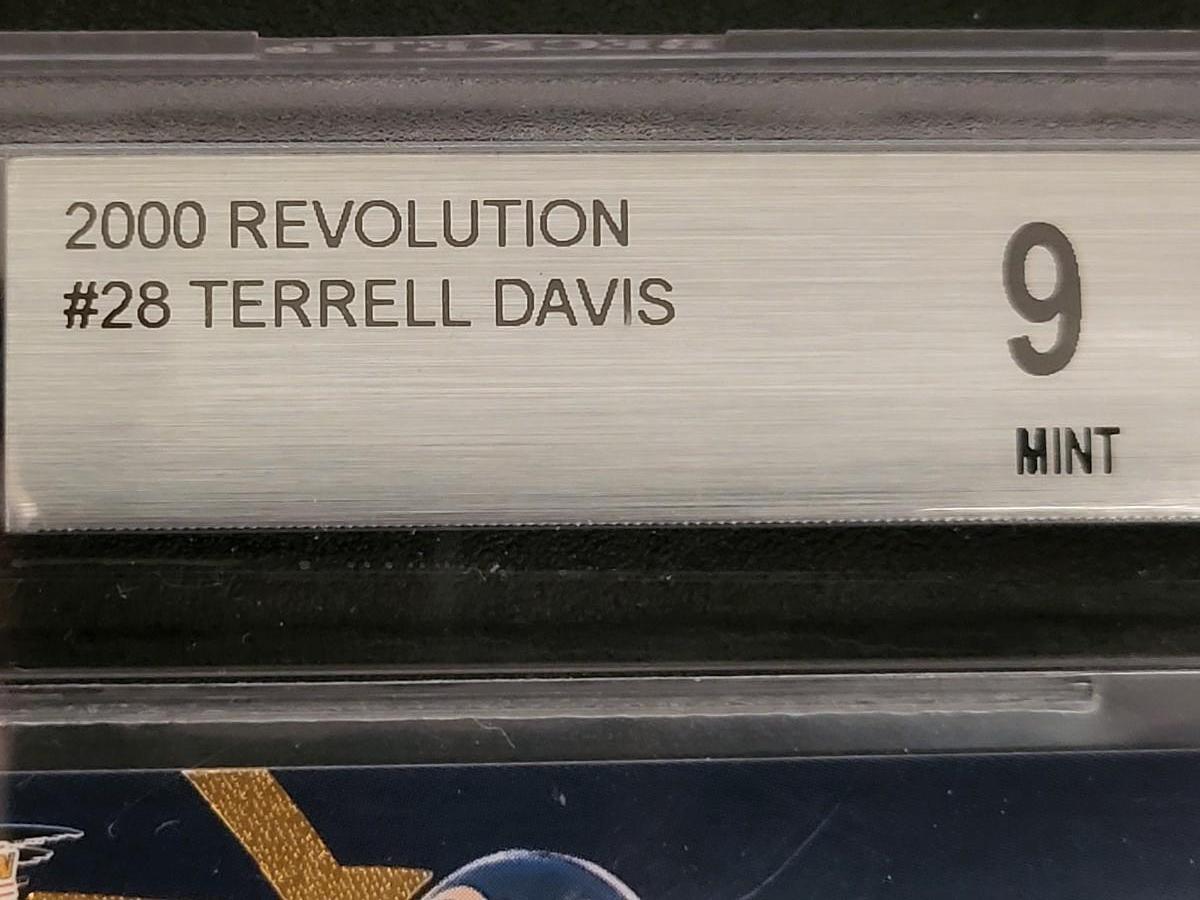 2000 REVOLUTION
#28 TERRELL DAVIS
9
MINT